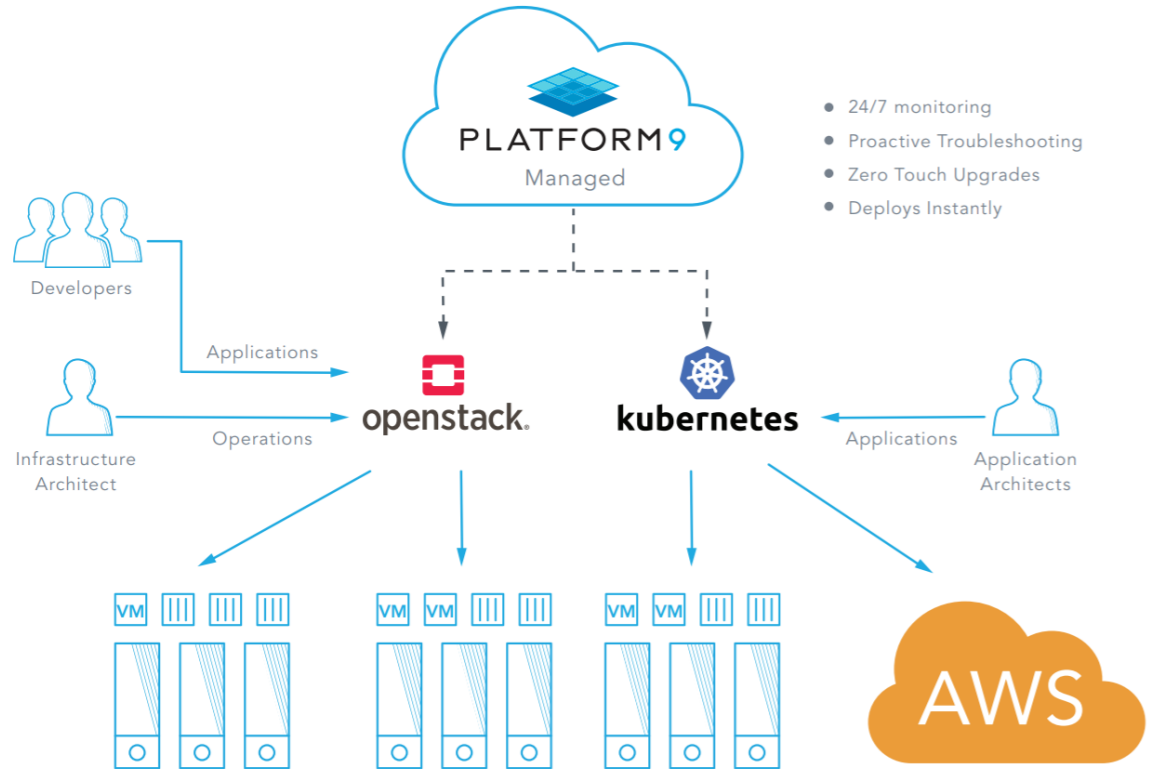 PLATFORM9
Managed
24/7 monitoring
Proactive Troubleshooting
Zero Touch Upgrades
Deploys Instantly
Developers
Applications
Infrastructure
Architect
Operations
openstack.
kubernetes
Applications
Application
Architects
VM
VM VM
VM VM
AWS